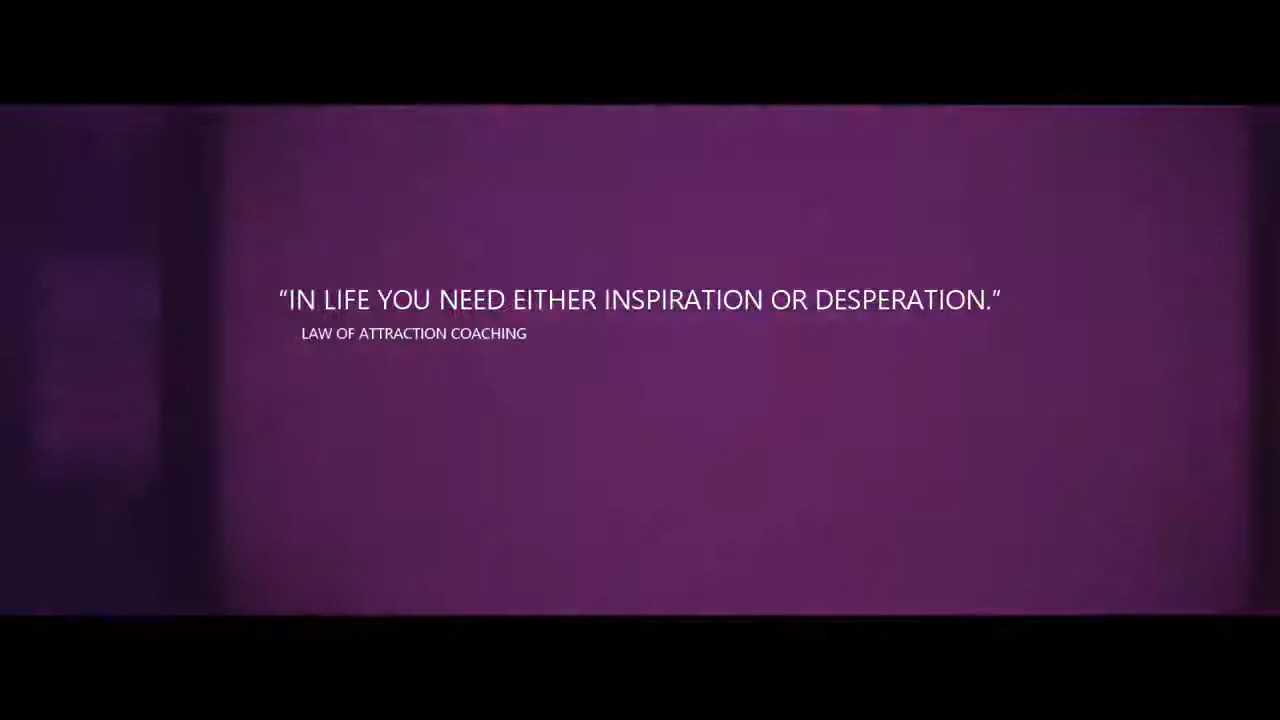 “IN LIFE YOU NEED EITHER INSPIRATION OR DESPERATION.”
LAW OF ATTRACTION COACHING